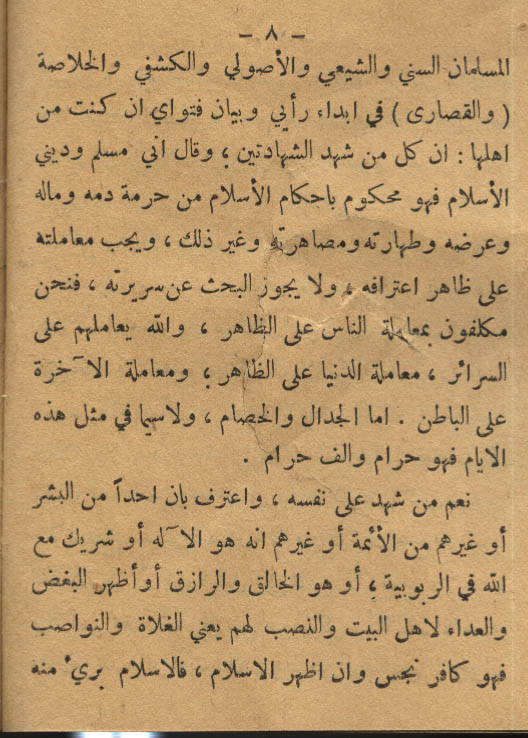 - ٨ -
المسلمان السني والشيعي والأصولي والكشفي والخلاصة
( والقصارى ) في ابداء رأيي وبيان فتواي ان كنت من
اهلها : ان كل من شهد الشهادتين ، وقال اني مسلم وديني
الأسلام فهو محكوم باحكام الأسلام من حرمة دمه وماله
وعرضه وطهارته ومصاهرته وغير ذلك ، ويجب معاملته
على ظاهر اعترافه ، ولا يجوز البحث عن سريرته ، فنحن
مكلفون بمعاملة الناس على الظاهر ، والله يعاملهم على
السرائر ، معاملة الدنيا على الظاهر ، ومعاملة الآخرة
على الباطن . اما الجدال والخصام ، ولاسيما في مثل هذه
الايام فهو حرام والف حرام .
نعم من شهد على نفسه ، واعترف بان احداً من البشر
أو غيرهم من الأئمة أو غيرهم انه هو الآله أو شريك مع
الله في الربوبية ، أو هو الخالق والرازق أو أظهر البغض
والعداء لاهل البيت والنصب لهم يعني الغلاة والنواصب
فهو كافر نجس وان اظهر الاسلام ، فالاسلام بريء منه